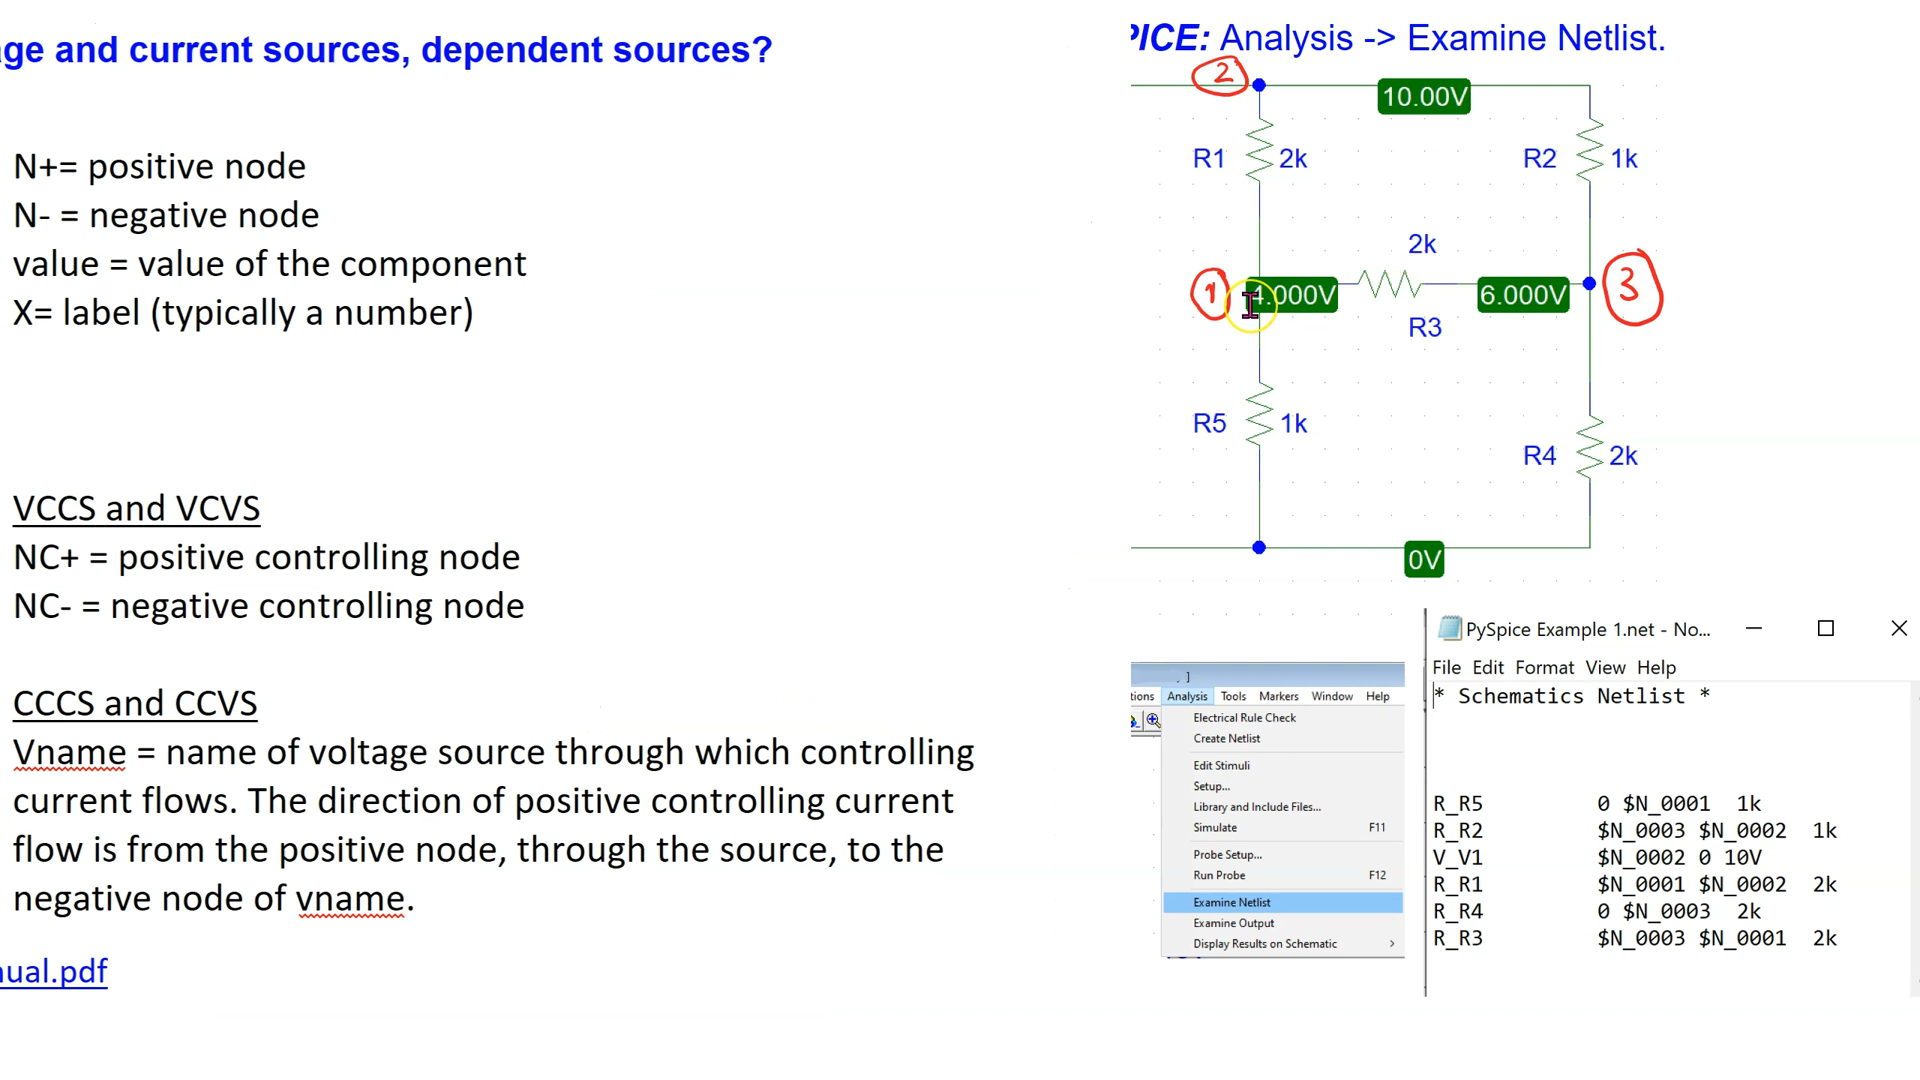 ge and current sources, dependent sources?
N+= positive node
N- = negative node
value = value of the component
X= label (typically a number)
VCCS and VCVS
NC+ = positive controlling node
NC- = negative controlling node
CCCS and CCVS
Vname = name of voltage source through which controlling
current flows. The direction of positive controlling current
flow is from the positive node, through the source, to the
negative node of vname.
ual.pdf
PICE: Analysis -> Examine Netlist.
2
10.00V
R1 2k
R2 1k
2k
1
4.000V
6.000V
3
R3
R5 1k
R4 2k
0V
tions Analysis Tools Markers Window Help
Electrical Rule Check
Create Netlist
Edit Stimuli
Setup...
Library and Include Files...
Simulate F11
Probe Setup...
Run Probe F12
Examine Netlist
Examine Output
Display Results on Schematic >
PySpice Example 1.net - No...
File Edit Format View Help
* Schematics Netlist *
R_R5 0 $N_0001 1k
R_R2 $N_0003 $N_0002 1k
V_V1 $N_0002 0 10V
R_R1 $N_0001 $N_0002 2k
R_R4 0 $N_0003 2k
R_R3 $N_0003 $N_0001 2k